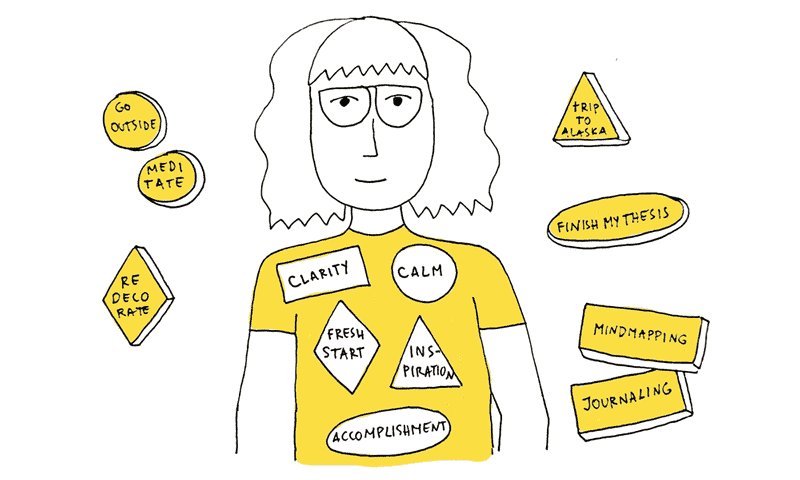 GO
OUTSIDE
MEDI
TATE
RE
DECO
RATE
CLARITY
CALM
FRESH
START
INS-
PIRATION
ACCOMPLISHMENT
TRIP
TO
ALASKA
FINISH MY THESIS
MINDMAPPING
JOURNALING